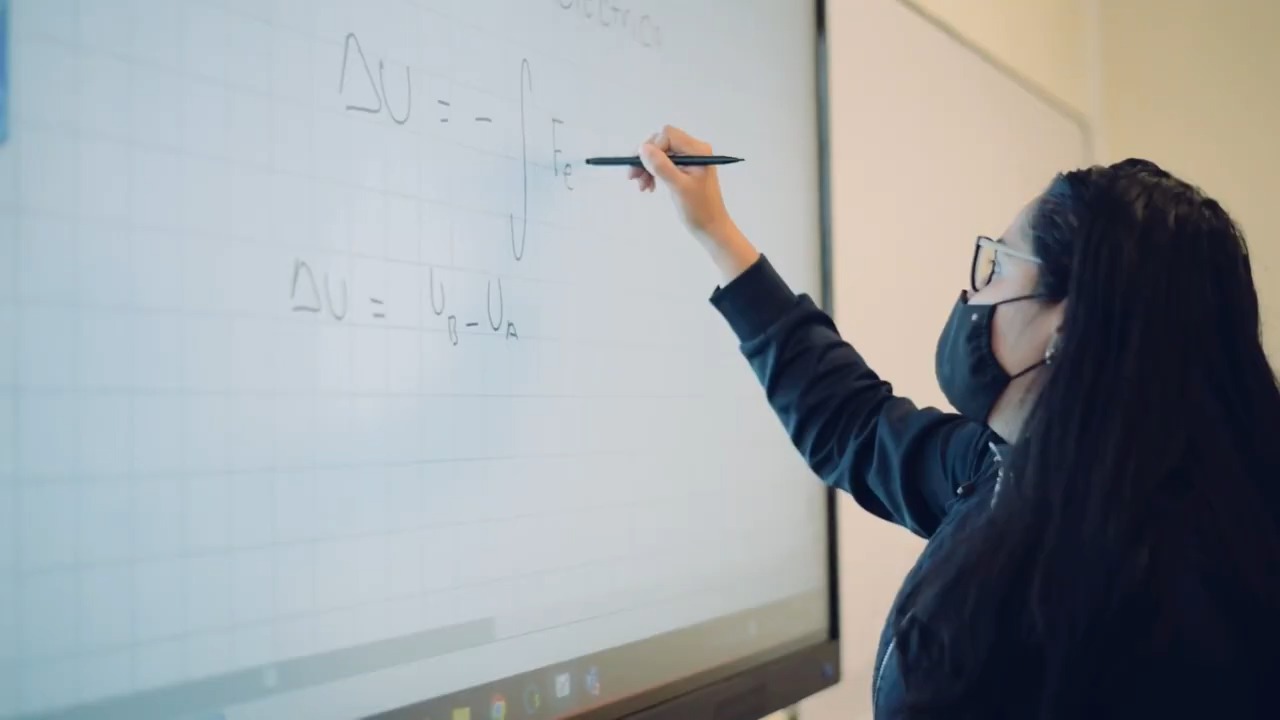 ΔU = - ∫ Fe
ΔU = UB - UA